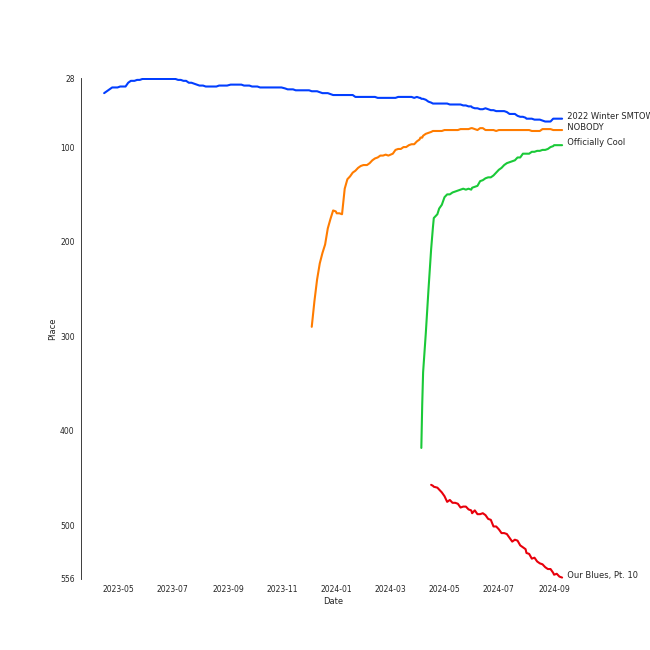 28
100
200
300
400
500
556
Place
2022 Winter SMTOW
NOBODY
Officially Cool
Our Blues, Pt. 10
2023-05 2023-07 2023-09 2023-11 2024-01 2024-03 2024-05 2024-07 2024-09
Date